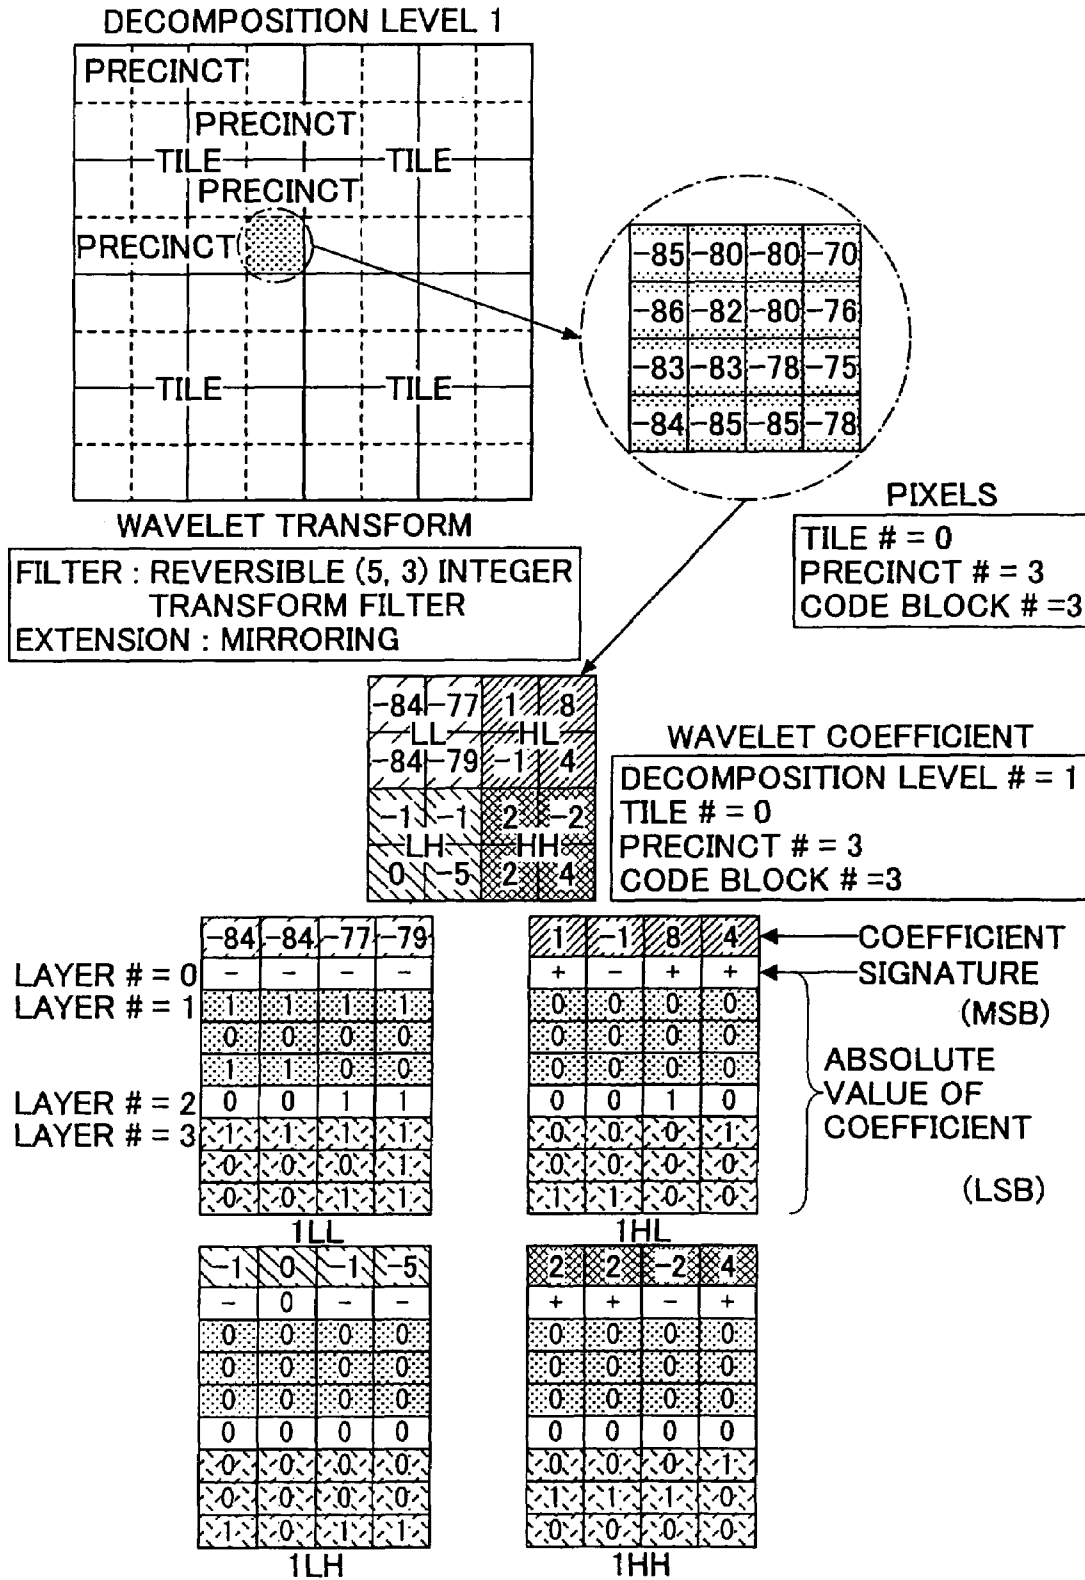 DECOMPOSITION LEVEL 1
PRECINCT
PRECINCT
TILE TILE
PRECINCT
PRECINCT
TILE TILE
-85 -80 -80 -70
-86 -82 -80 -76
-83 -83 -78 -75
-84 -85 -85 -78
PIXELS
TILE # = 0
PRECINCT # = 3
CODE BLOCK # =3
WAVELET TRANSFORM
FILTER : REVERSIBLE (5, 3) INTEGER
TRANSFORM FILTER
EXTENSION : MIRRORING
-84 -77 1 8
LL HL
-84 -79 -1 4
-1 -1 2 -2
LH HH
0 -5 2 4
WAVELET COEFFICIENT
DECOMPOSITION LEVEL # = 1
TILE # = 0
PRECINCT # = 3
CODE BLOCK # =3
-84 -84 -77 -79
LAYER # = 0 - - - -
LAYER # = 1 1 1 1 1
0 0 0 0
1 1 0 0
LAYER # = 2 0 0 1 1
LAYER # = 3 1 1 1 1
0 0 0 1
0 0 1 1
1LL
1 -1 8 4 COEFFICIENT
+ - + + SIGNATURE
0 0 0 0 (MSB)
0 0 0 0
0 0 0 0
0 0 1 0
0 0 0 1
0 0 0 0
1 1 0 0 (LSB)
ABSOLUTE
VALUE OF
COEFFICIENT
1HL
-1 0 -1 -5
- 0 - -
0 0 0 0
0 0 0 0
0 0 0 0
0 0 0 0
0 0 0 0
0 0 0 0
1 0 1 1
1LH
2 2 -2 4
+ + - +
0 0 0 0
0 0 0 0
0 0 0 0
0 0 0 0
0 0 0 1
1 1 1 0
0 0 0 0
1HH